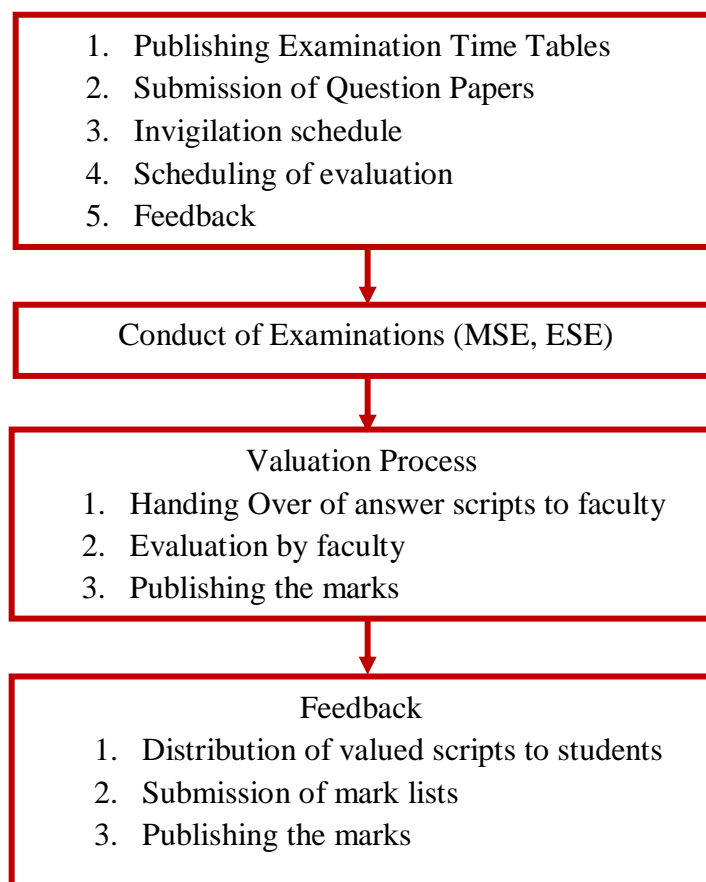 1. Publishing Examination Time Tables
2. Submission of Question Papers
3. Invigilation schedule
4. Scheduling of evaluation
5. Feedback
Conduct of Examinations (MSE, ESE)
Valuation Process
1. Handing Over of answer scripts to faculty
2. Evaluation by faculty
3. Publishing the marks
Feedback
1. Distribution of valued scripts to students
2. Submission of mark lists
3. Publishing the marks